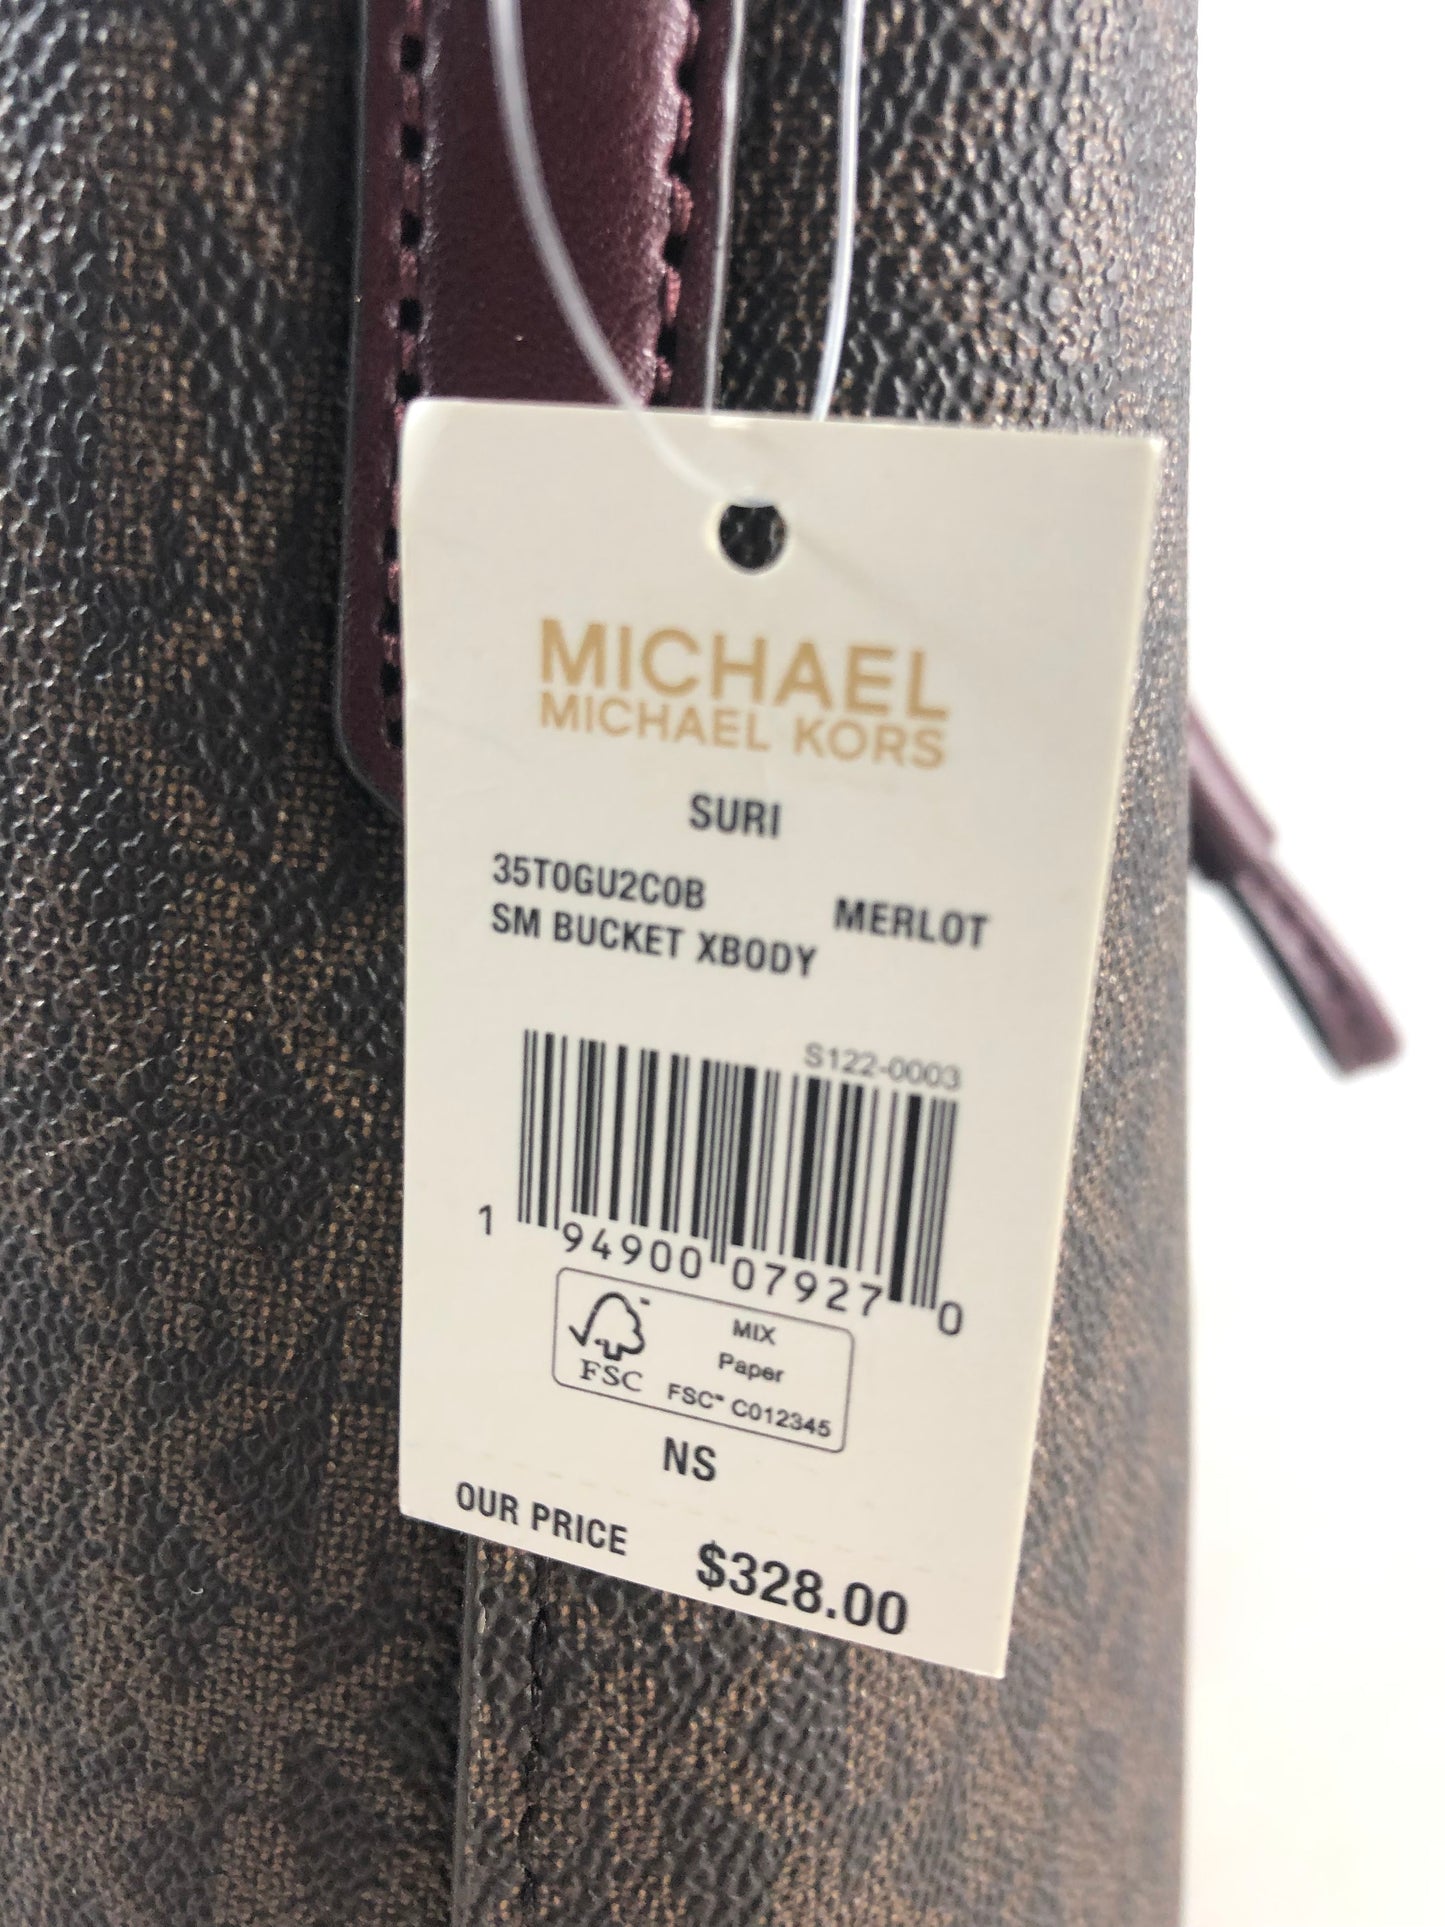 MICHAEL
MICHAEL KORS
SURI
35T0GU2C0B MERLOT
SM BUCKET XBODY
S122-0003
1 94900 07927 0
MIX
Paper
FSC FSC™ C012345
NS
OUR PRICE $328.00